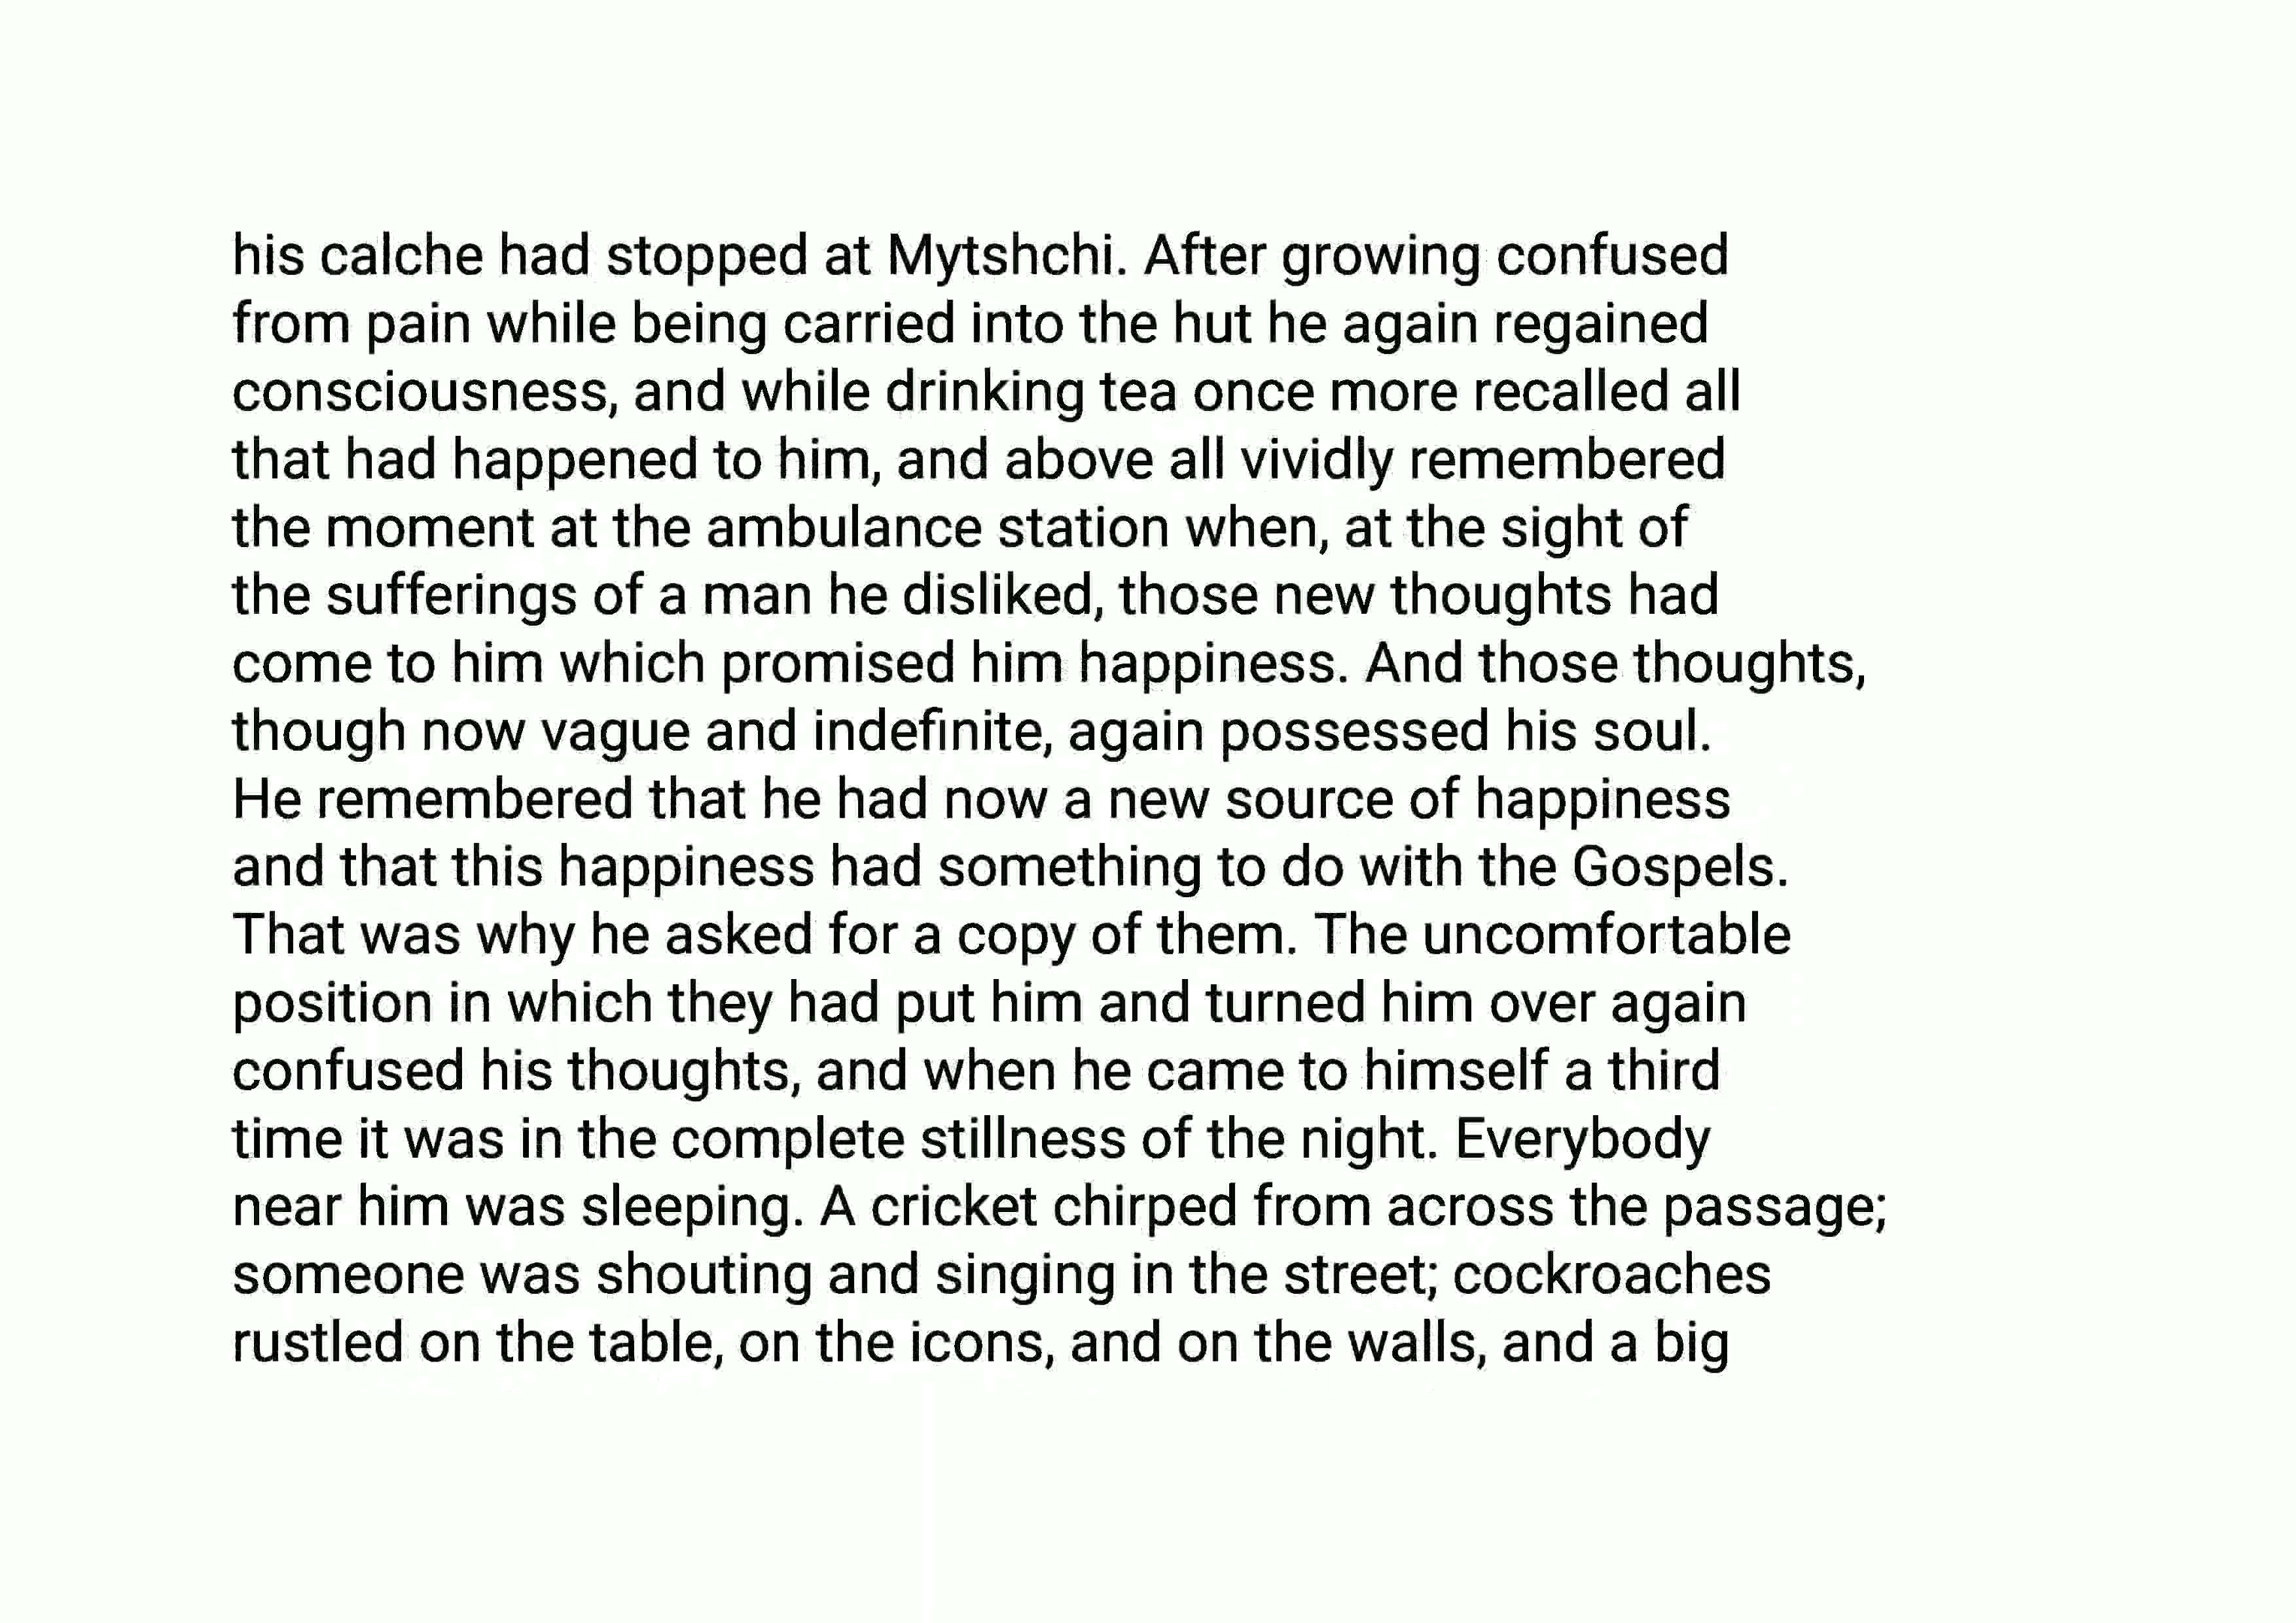 his calche had stopped at Mytshchi. After growing confused
from pain while being carried into the hut he again regained
consciousness, and while drinking tea once more recalled all
that had happened to him, and above all vividly remembered
the moment at the ambulance station when, at the sight of
the sufferings of a man he disliked, those new thoughts had
come to him which promised him happiness. And those thoughts,
though now vague and indefinite, again possessed his soul.
He remembered that he had now a new source of happiness
and that this happiness had something to do with the Gospels.
That was why he asked for a copy of them. The uncomfortable
position in which they had put him and turned him over again
confused his thoughts, and when he came to himself a third
time it was in the complete stillness of the night. Everybody
near him was sleeping. A cricket chirped from across the passage;
someone was shouting and singing in the street; cockroaches
rustled on the table, on the icons, and on the walls, and a big